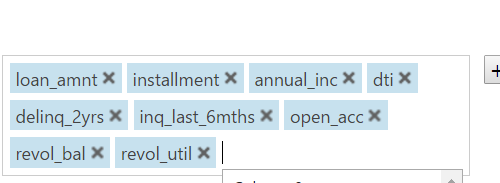 loan_amnt installment annual_inc dti
delinq_2yrs inq_last_6mths open_acc
revol_bal revol_util